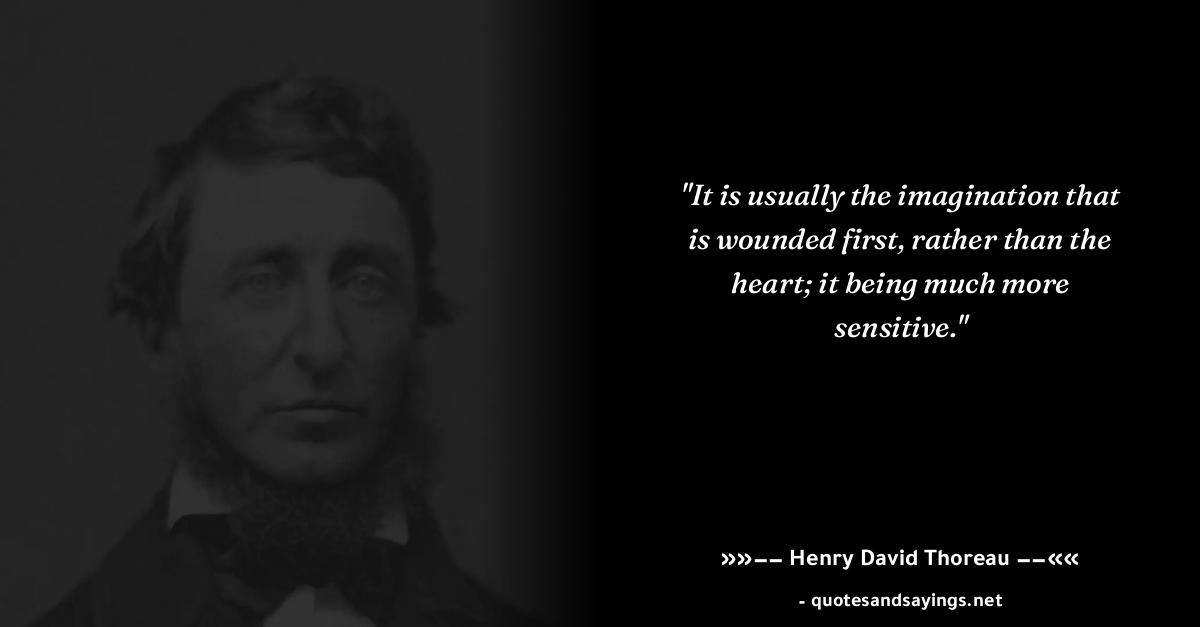 "It is usually the imagination that
is wounded first, rather than the
heart; it being much more
sensitive."
»»−− Henry David Thoreau −−««
- quotesandsayings.net